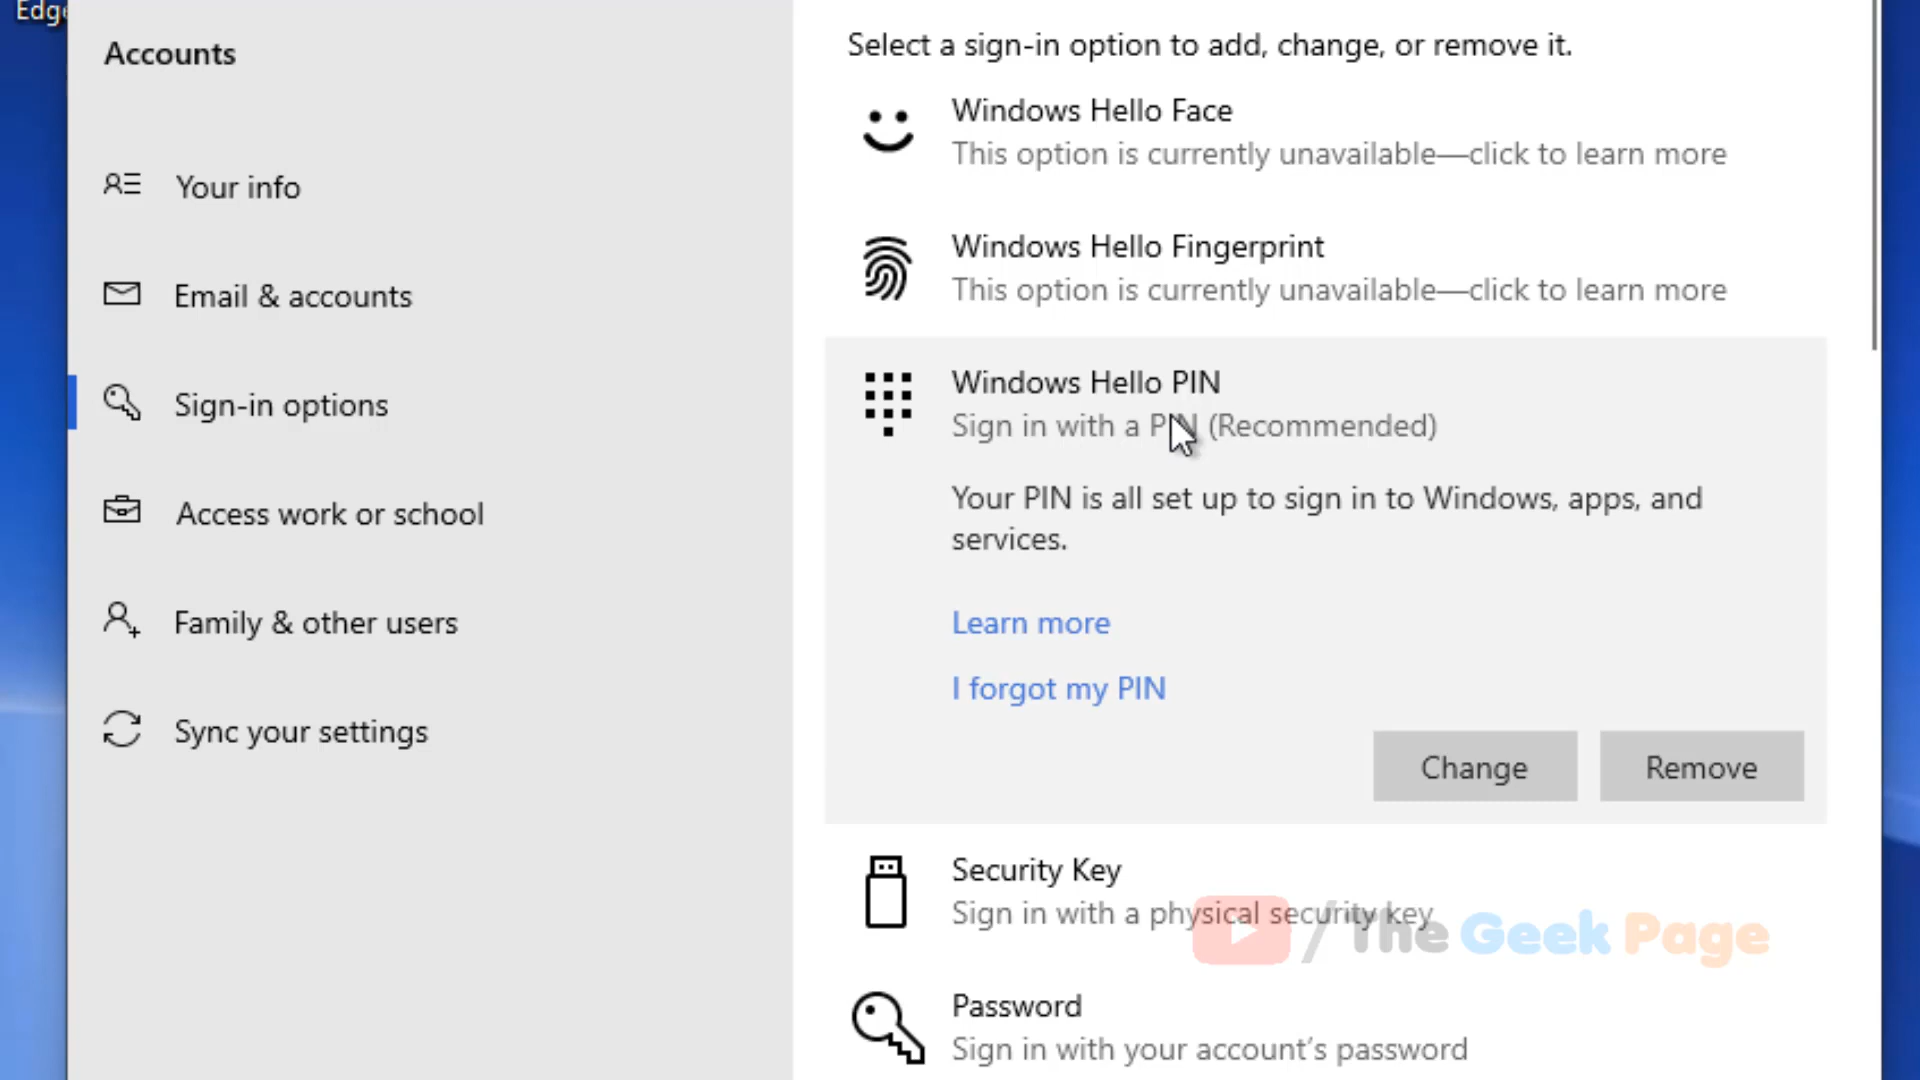 Edge
Accounts
Your info
Email & accounts
Sign-in options
Access work or school
Family & other users
Sync your settings
Select a sign-in option to add, change, or remove it.
Windows Hello Face
This option is currently unavailable—click to learn more
Windows Hello Fingerprint
This option is currently unavailable—click to learn more
Windows Hello PIN
Sign in with a PIN (Recommended)
Your PIN is all set up to sign in to Windows, apps, and
services.
Learn more
I forgot my PIN
Change
Remove
Security Key
Sign in with a physical security key
/ The Geek Page
Password
Sign in with your account's password